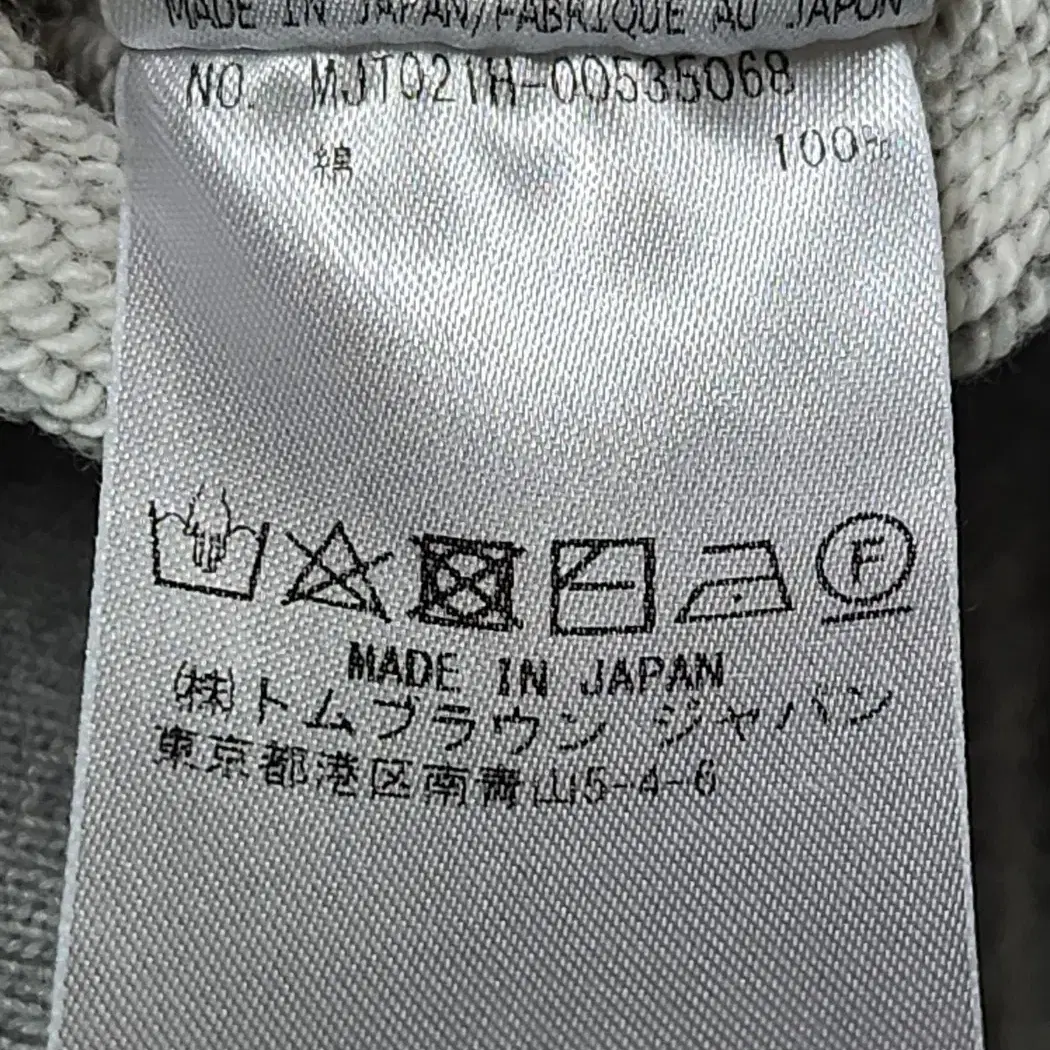 MADE IN JAPAN/FABRIQUE AU JAPON
NO. MJT021H-00535068
綿 100%
F
MADE IN JAPAN
(株)トムブラウン ジャパン
東京都港区南青山5-4-6